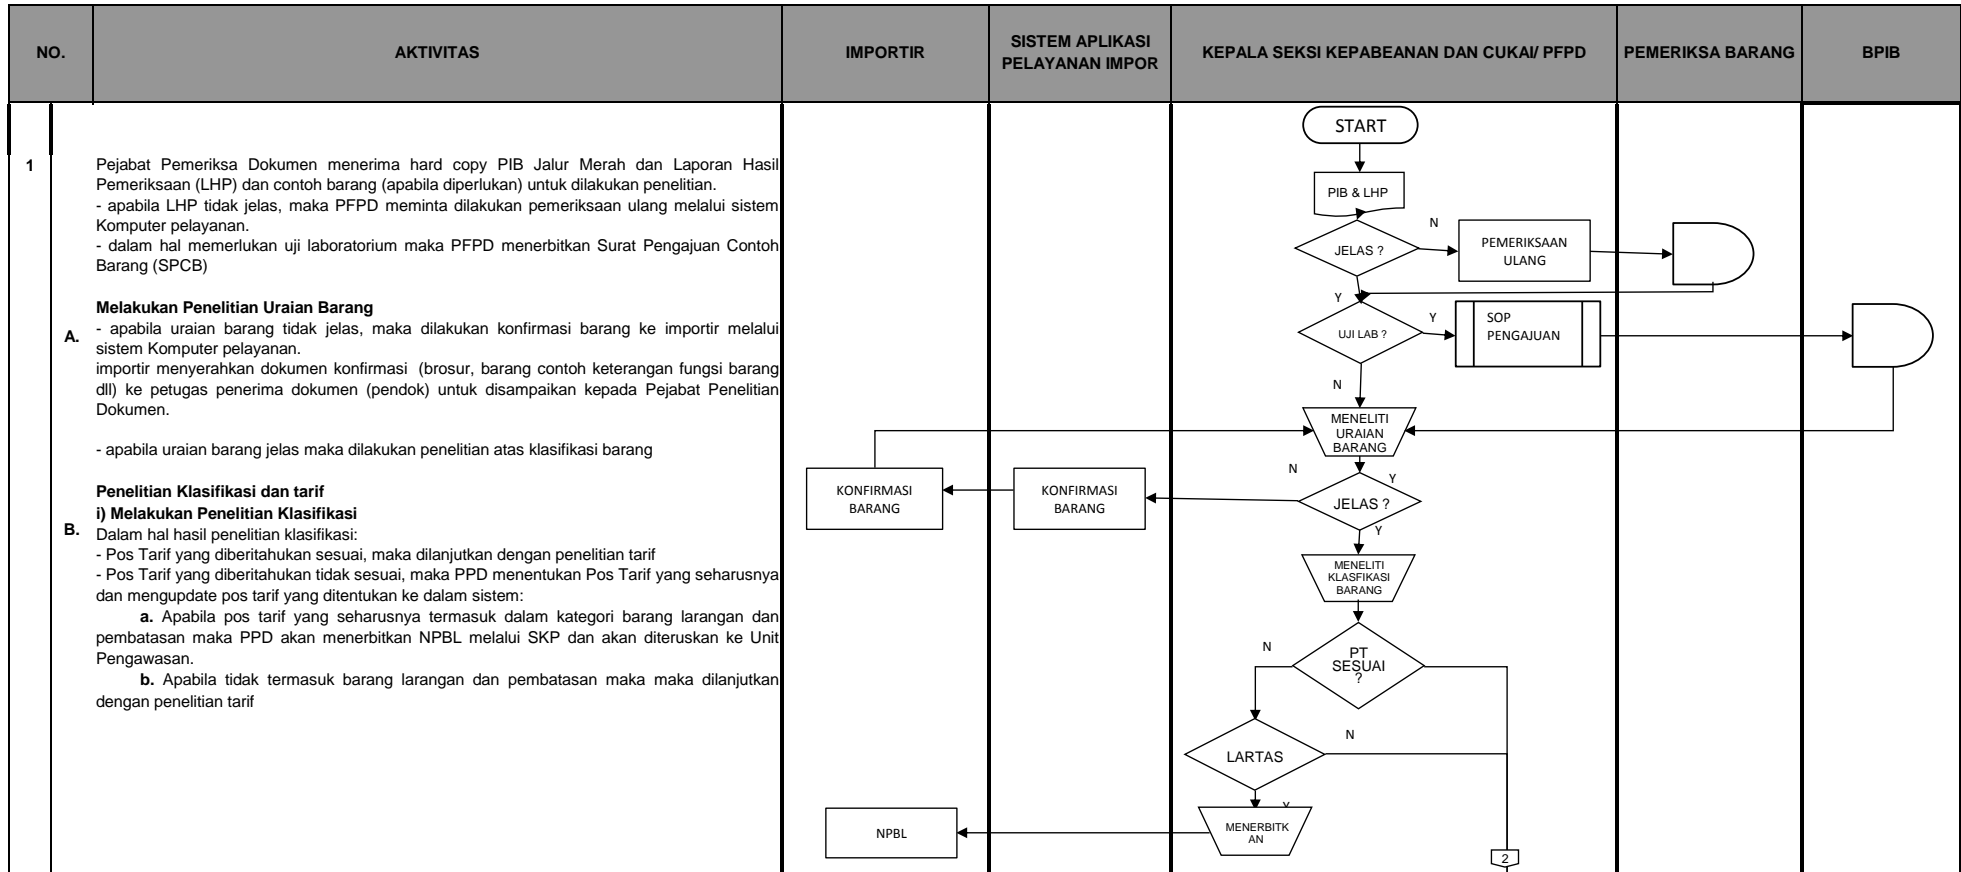 NO.
AKTIVITAS
IMPORTIR
SISTEM APLIKASI
PELAYANAN IMPOR
KEPALA SEKSI KEPABEANAN DAN CUKAI/ PFPD
PEMERIKSA BARANG
BPIB
1
Pejabat Pemeriksa Dokumen menerima hard copy PIB Jalur Merah dan Laporan Hasil
Pemeriksaan (LHP) dan contoh barang (apabila diperlukan) untuk dilakukan penelitian.
- apabila LHP tidak jelas, maka PFPD meminta dilakukan pemeriksaan ulang melalui sistem
Komputer pelayanan.
- dalam hal memerlukan uji laboratorium maka PFPD menerbitkan Surat Pengajuan Contoh
Barang (SPCB)
A.
Melakukan Penelitian Uraian Barang
- apabila uraian barang tidak jelas, maka dilakukan konfirmasi barang ke importir melalui
sistem Komputer pelayanan.
importir menyerahkan dokumen konfirmasi (brosur, barang contoh keterangan fungsi barang
dll) ke petugas penerima dokumen (pendok) untuk disampaikan kepada Pejabat Penelitian
Dokumen.
- apabila uraian barang jelas maka dilakukan penelitian atas klasifikasi barang
B.
Penelitian Klasifikasi dan tarif
i) Melakukan Penelitian Klasifikasi
Dalam hal hasil penelitian klasifikasi:
- Pos Tarif yang diberitahukan sesuai, maka dilanjutkan dengan penelitian tarif
- Pos Tarif yang diberitahukan tidak sesuai, maka PPD menentukan Pos Tarif yang seharusnya
dan mengupdate pos tarif yang ditentukan ke dalam sistem:
a. Apabila pos tarif yang seharusnya termasuk dalam kategori barang larangan dan
pembatasan maka PPD akan menerbitkan NPBL melalui SKP dan akan diteruskan ke Unit
Pengawasan.
b. Apabila tidak termasuk barang larangan dan pembatasan maka maka dilanjutkan
dengan penelitian tarif
START
PIB & LHP
N
JELAS ?
PEMERIKSAAN
ULANG
Y
UJI LAB ?
Y
SOP
PENGAJUAN
N
MENELITI
URAIAN
BARANG
N
Y
KONFIRMASI
BARANG
KONFIRMASI
BARANG
JELAS ?
Y
MENELITI
KLASFIKASI
BARANG
N
PT
SESUAI
?
N
LARTAS
Y
NPBL
MENERBITK
AN
2